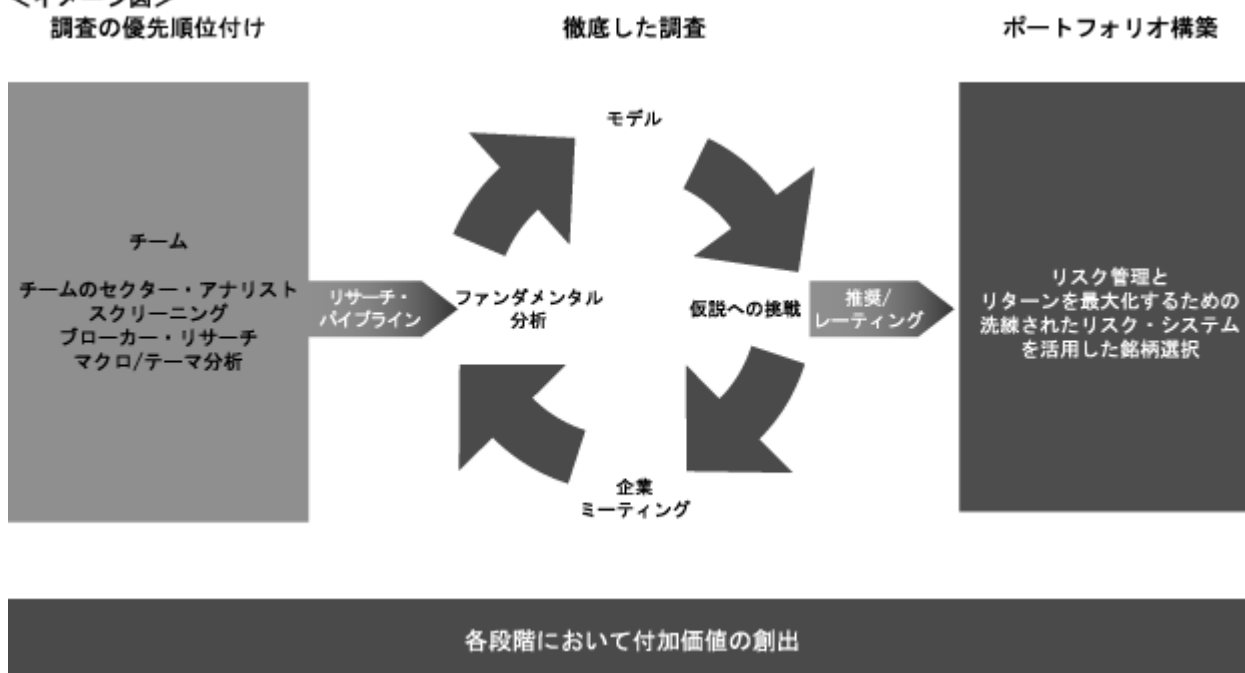 <イメージ図>
調査の優先順位付け
徹底した調査
ポートフォリオ構築
チーム
チームのセクター・アナリスト
スクリーニング
ブローカー・リサーチ
マクロ/テーマ分析
リサーチ・
パイプライン
モデル
ファンダメンタル
分析
仮説への挑戦
企業
ミーティング
推奨/
レーティング
リスク管理と
リターンを最大化するための
洗練されたリスク・システム
を活用した銘柄選択
各段階において付加価値の創出